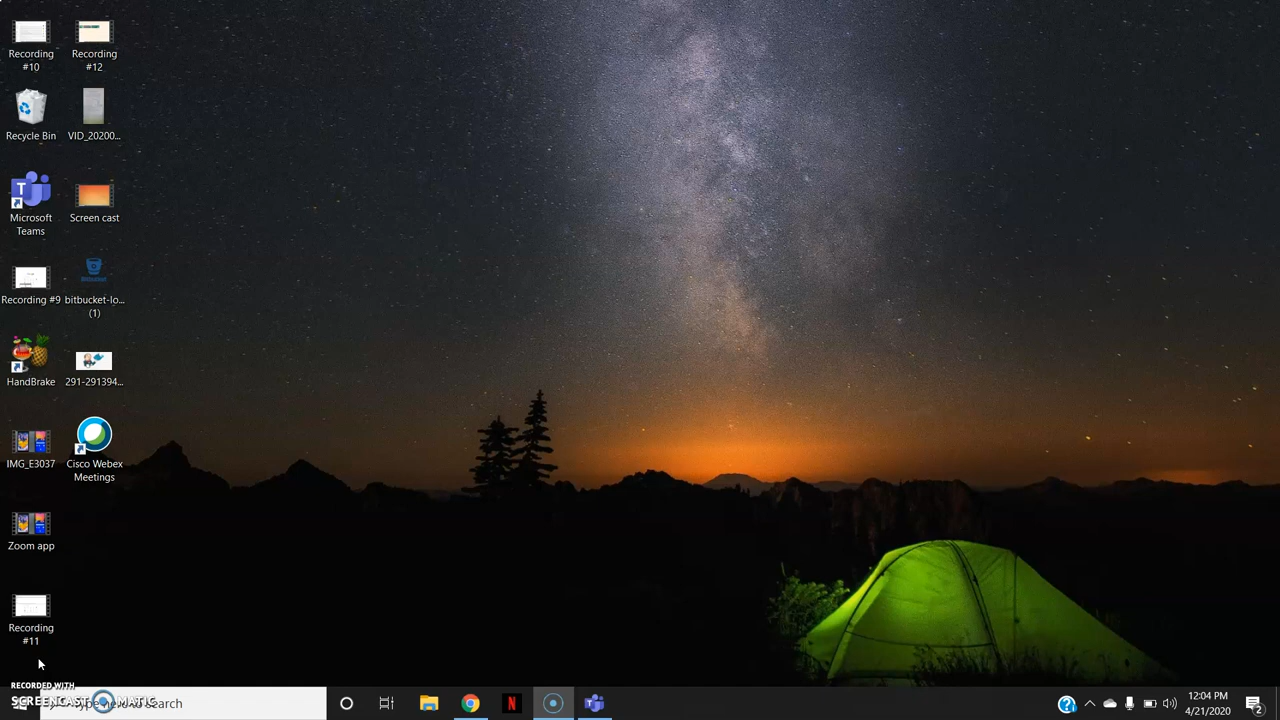 Recording
#10
Recording
#12
Recycle Bin
VID_20200...
Microsoft
Teams
Screen cast
Recording #9
bitbucket-lo...
(1)
HandBrake
291-291394...
IMG_E3037
Cisco Webex
Meetings
Zoom app
Recording
#11
RECORDED WITH
SCREENCAST MATIC
Type here to search
12:04 PM
4/21/2020
2